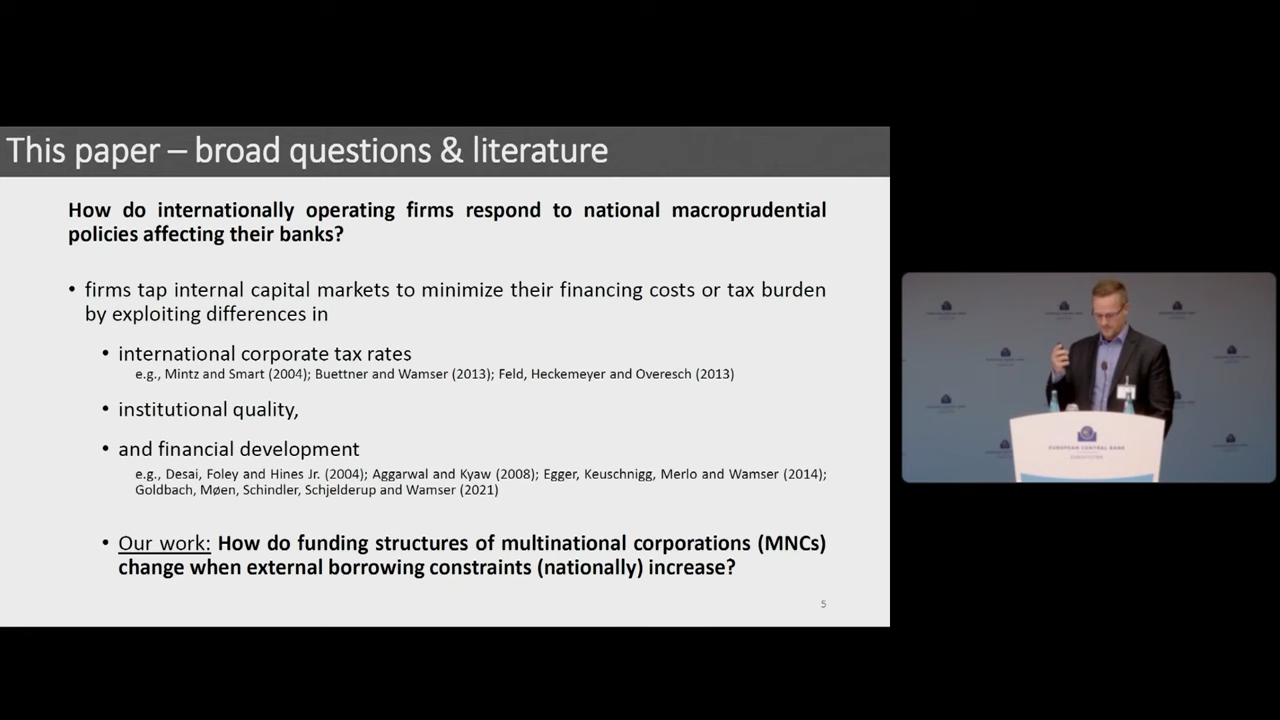 This paper – broad questions & literature
How do internationally operating firms respond to national macroprudential
policies affecting their banks?
• firms tap internal capital markets to minimize their financing costs or tax burden
by exploiting differences in
• international corporate tax rates
e.g., Mintz and Smart (2004); Buettner and Wamser (2013); Feld, Heckemeyer and Overesch (2013)
• institutional quality,
• and financial development
e.g., Desai, Foley and Hines Jr. (2004); Aggarwal and Kyaw (2008); Egger, Keuschnigg, Merlo and Wamser (2014);
Goldbach, Møen, Schindler, Schjelderup and Wamser (2021)
• Our work: How do funding structures of multinational corporations (MNCs)
change when external borrowing constraints (nationally) increase?
5
EUROPEAN CENTRAL BANK